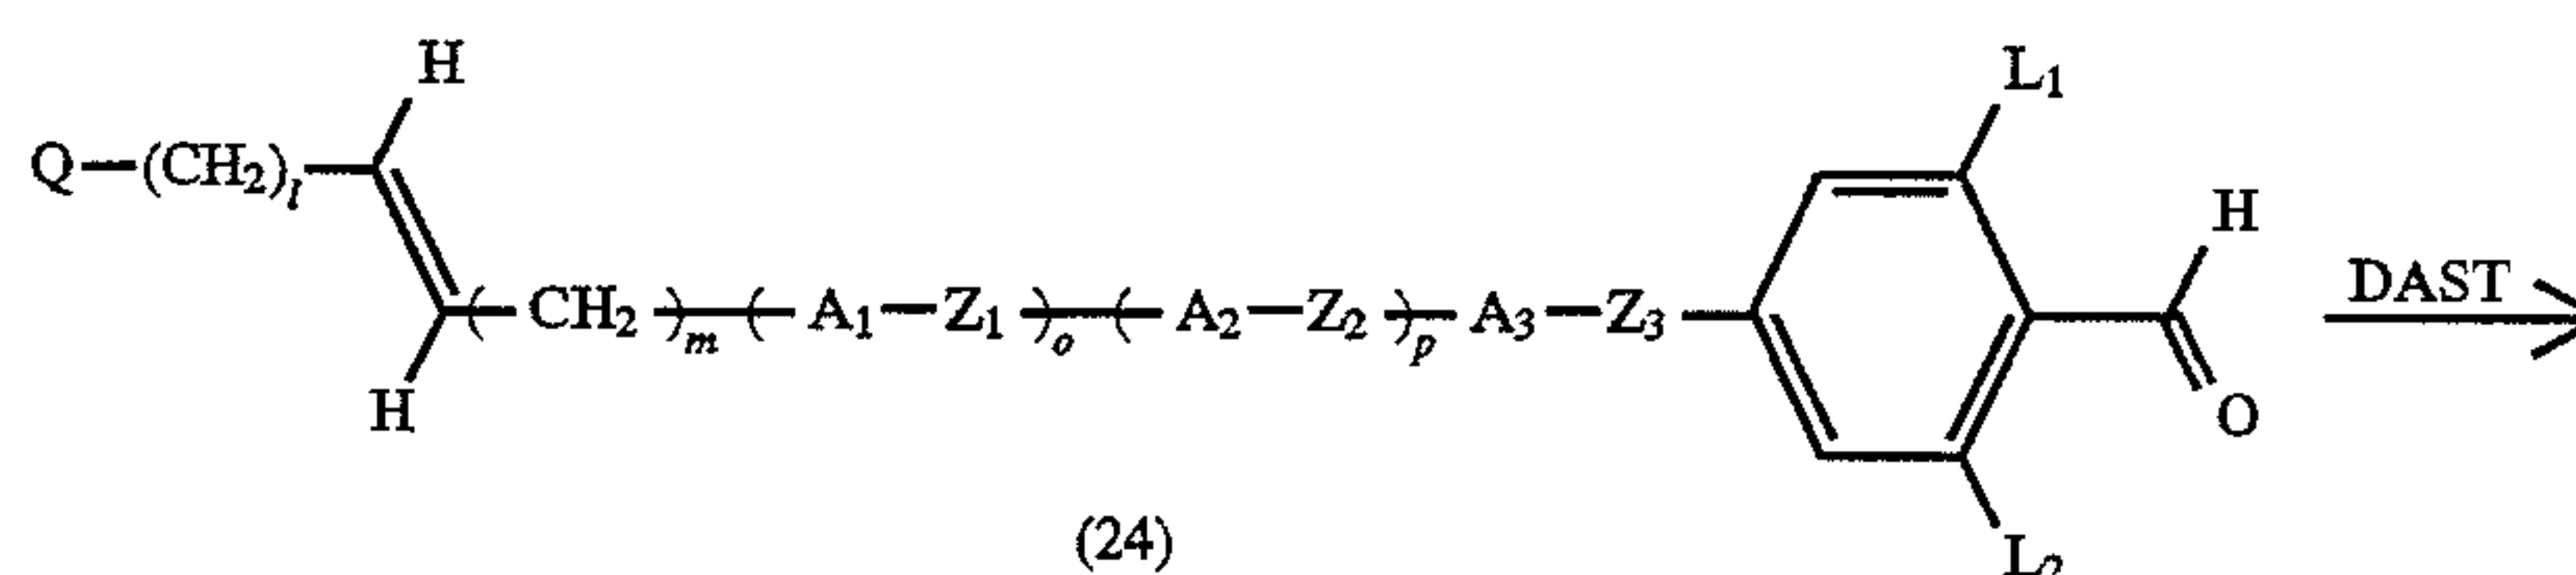 H L₁
Q—(CH₂)l H DAST
(CH₂)m (A₁—Z₁)o (A₂—Z₂)p A₃—Z₃
H O
(24) L₂